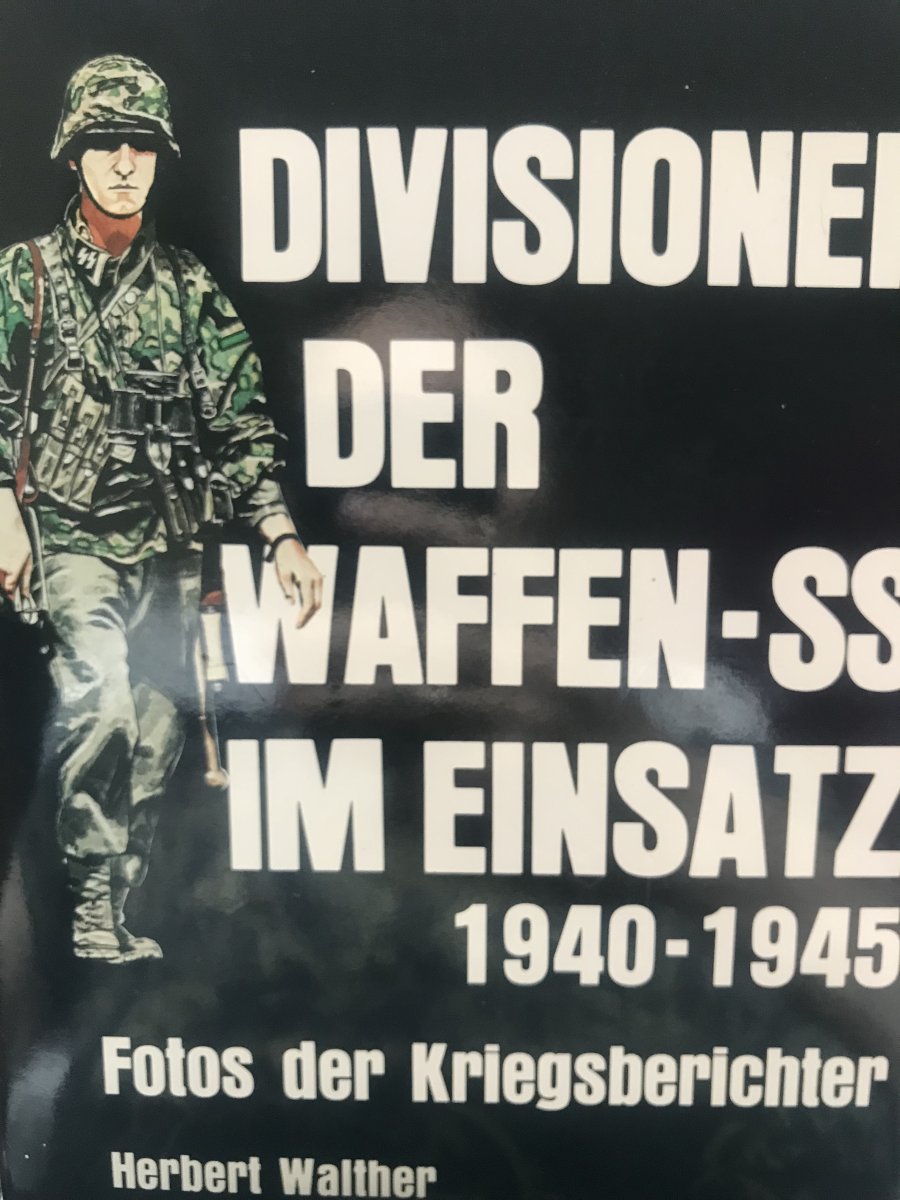 DIVISIONEN
DER
WAFFEN-SS
IM EINSATZ
1940-1945
Fotos der Kriegsberichter
Herbert Walther